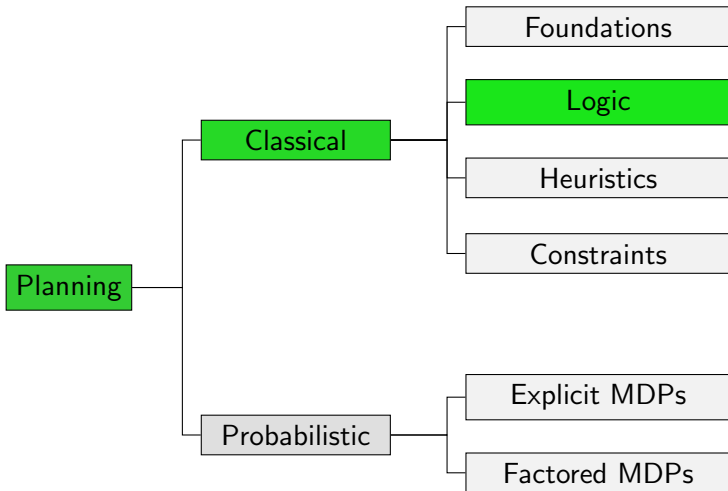 Foundations
Logic
Classical
Heuristics
Constraints
Planning
Explicit MDPs
Probabilistic
Factored MDPs